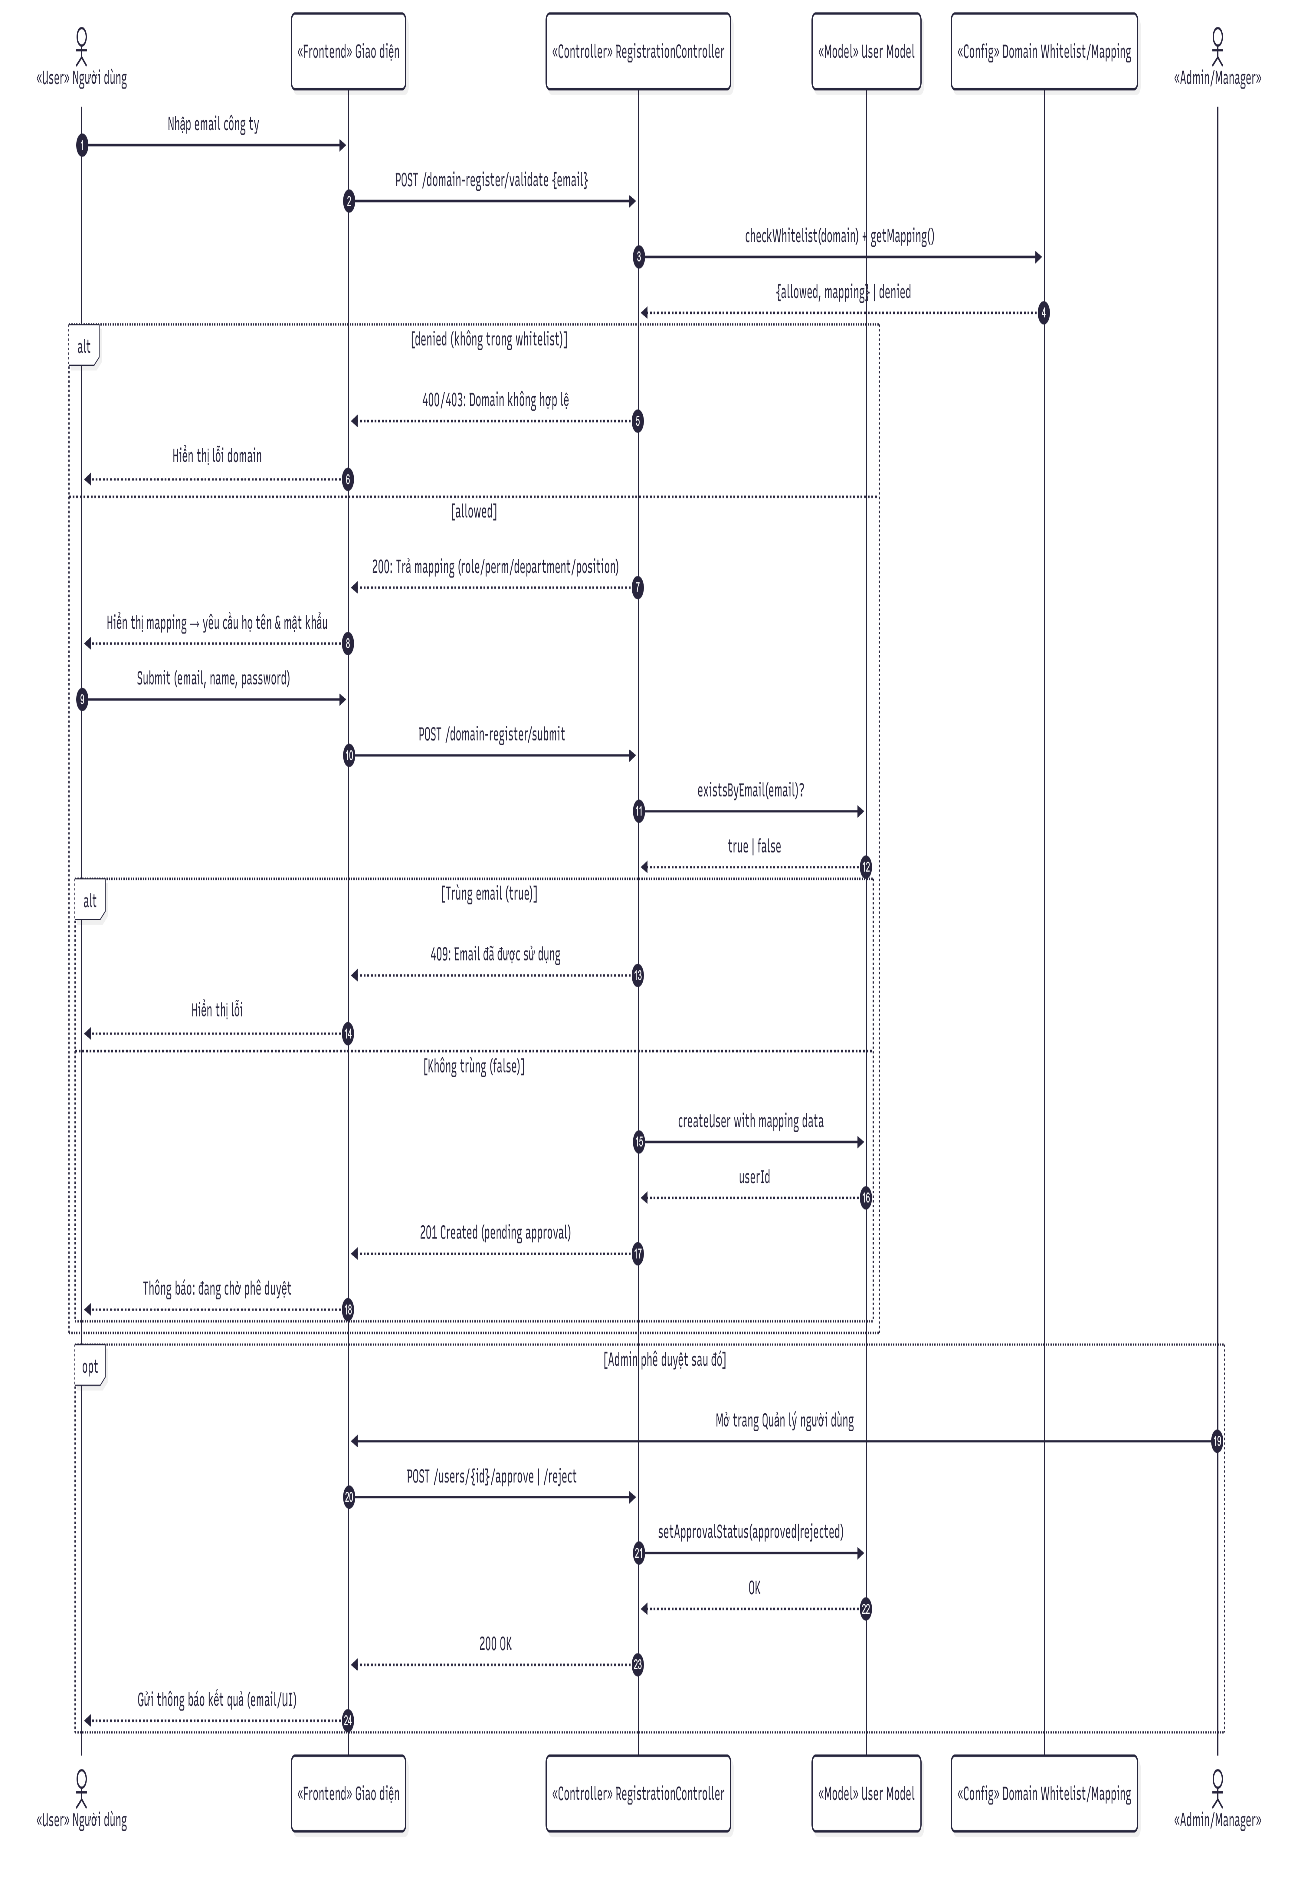 «User» Người dùng
«Frontend» Giao diện
«Controller» RegistrationController
«Model» User Model
«Config» Domain Whitelist/Mapping
«Admin/Manager»
Nhập email công ty
1
POST /domain-register/validate {email}
2
checkWhitelist(domain) + getMapping()
3
{allowed, mapping} | denied
4
alt
[denied (không trong whitelist)]
400/403: Domain không hợp lệ
5
Hiển thị lỗi domain
6
[allowed]
200: Trả mapping (role/perm/department/position)
7
Hiển thị mapping → yêu cầu họ tên & mật khẩu
8
Submit (email, name, password)
9
POST /domain-register/submit
10
existsByEmail(email)?
11
true | false
12
alt
[Trùng email (true)]
409: Email đã được sử dụng
13
Hiển thị lỗi
14
[Không trùng (false)]
createUser with mapping data
15
userId
16
201 Created (pending approval)
17
Thông báo: đang chờ phê duyệt
18
opt
[Admin phê duyệt sau đó]
Mở trang Quản lý người dùng
19
POST /users/{id}/approve | /reject
20
setApprovalStatus(approved|rejected)
21
OK
22
200 OK
23
Gửi thông báo kết quả (email/UI)
24
«User» Người dùng
«Frontend» Giao diện
«Controller» RegistrationController
«Model» User Model
«Config» Domain Whitelist/Mapping
«Admin/Manager»